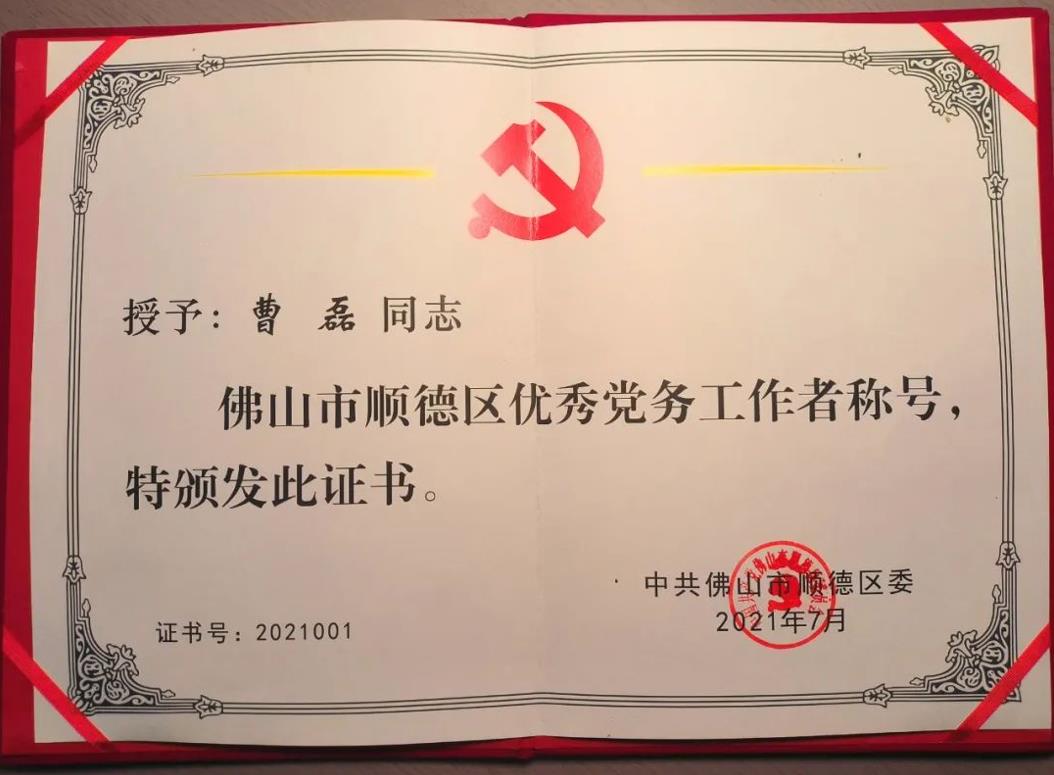 授予：曹 磊 同志
佛山市顺德区优秀党务工作者称号，
特颁发此证书。
中共佛山市顺德区委
2021年7月
证书号：2021001